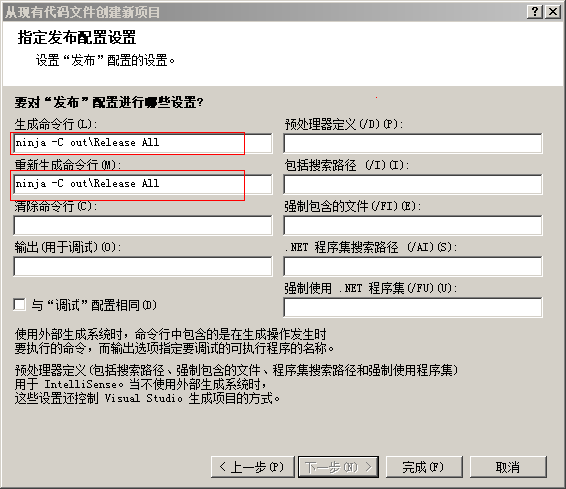 从现有代码文件创建新项目
指定发布配置设置
设置“发布”配置的设置。
要对“发布”配置进行哪些设置?
生成命令行(L):
ninja -C out\Release All
重新生成命令行(M):
ninja -C out\Release All
清除命令行(C):
输出(用于调试)(O):
与“调试”配置相同(D)
预处理器定义(/D)(P):
包括搜索路径 (/I)(I):
强制包含的文件(/FI)(E):
.NET 程序集搜索路径 (/AI)(S):
强制使用 .NET 程序集(/FU)(U):
使用外部生成系统时，命令行中包含的是在生成操作发生时
要执行的命令，而输出选项指定要调试的可执行程序的名称。
预处理器定义(包括搜索路径、强制包含的文件、程序集搜索路径和强制使用程序集)
用于 IntelliSense。当不使用外部生成系统时，
这些设置还控制 Visual Studio 生成项目的方式。
< 上一步(P)
下一步(N) >
完成(F)
取消